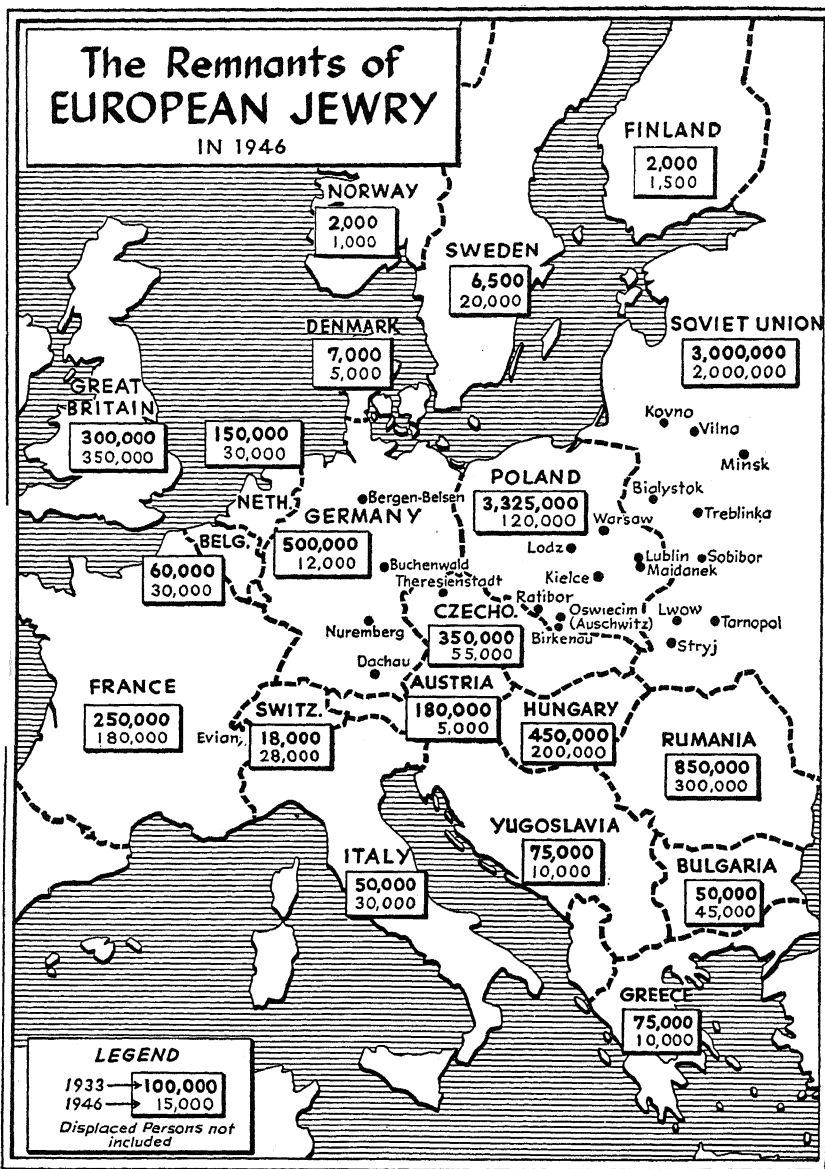 The Remnants of
EUROPEAN JEWRY
IN 1946
FINLAND
2,000
1,500
NORWAY
2,000
1,000
SWEDEN
6,500
20,000
DENMARK
7,000
5,000
SOVIET UNION
3,000,000
2,000,000
GREAT
BRITAIN
300,000
350,000
150,000
30,000
NETH.
Kovno
Vilna
Minsk
POLAND
3,325,000
120,000
Bialystok
Treblinka
Warsaw
Bergen-Belsen
GERMANY
500,000
12,000
BELG.
60,000
30,000
Lodz
Lublin
Sobibor
Maidanek
Buchenwald
Theresienstadt
Kielce
Ratibor
Oswiecim
(Auschwitz)
Birkenau
Lwow
Tarnopol
Stryj
CZECHO.
350,000
55,000
Nuremberg
Dachau
FRANCE
250,000
180,000
Evian
SWITZ.
18,000
28,000
AUSTRIA
180,000
5,000
HUNGARY
450,000
200,000
RUMANIA
850,000
300,000
YUGOSLAVIA
75,000
10,000
ITALY
50,000
30,000
BULGARIA
50,000
45,000
GREECE
75,000
10,000
LEGEND
1933 → 100,000
1946 → 15,000
Displaced Persons not
included